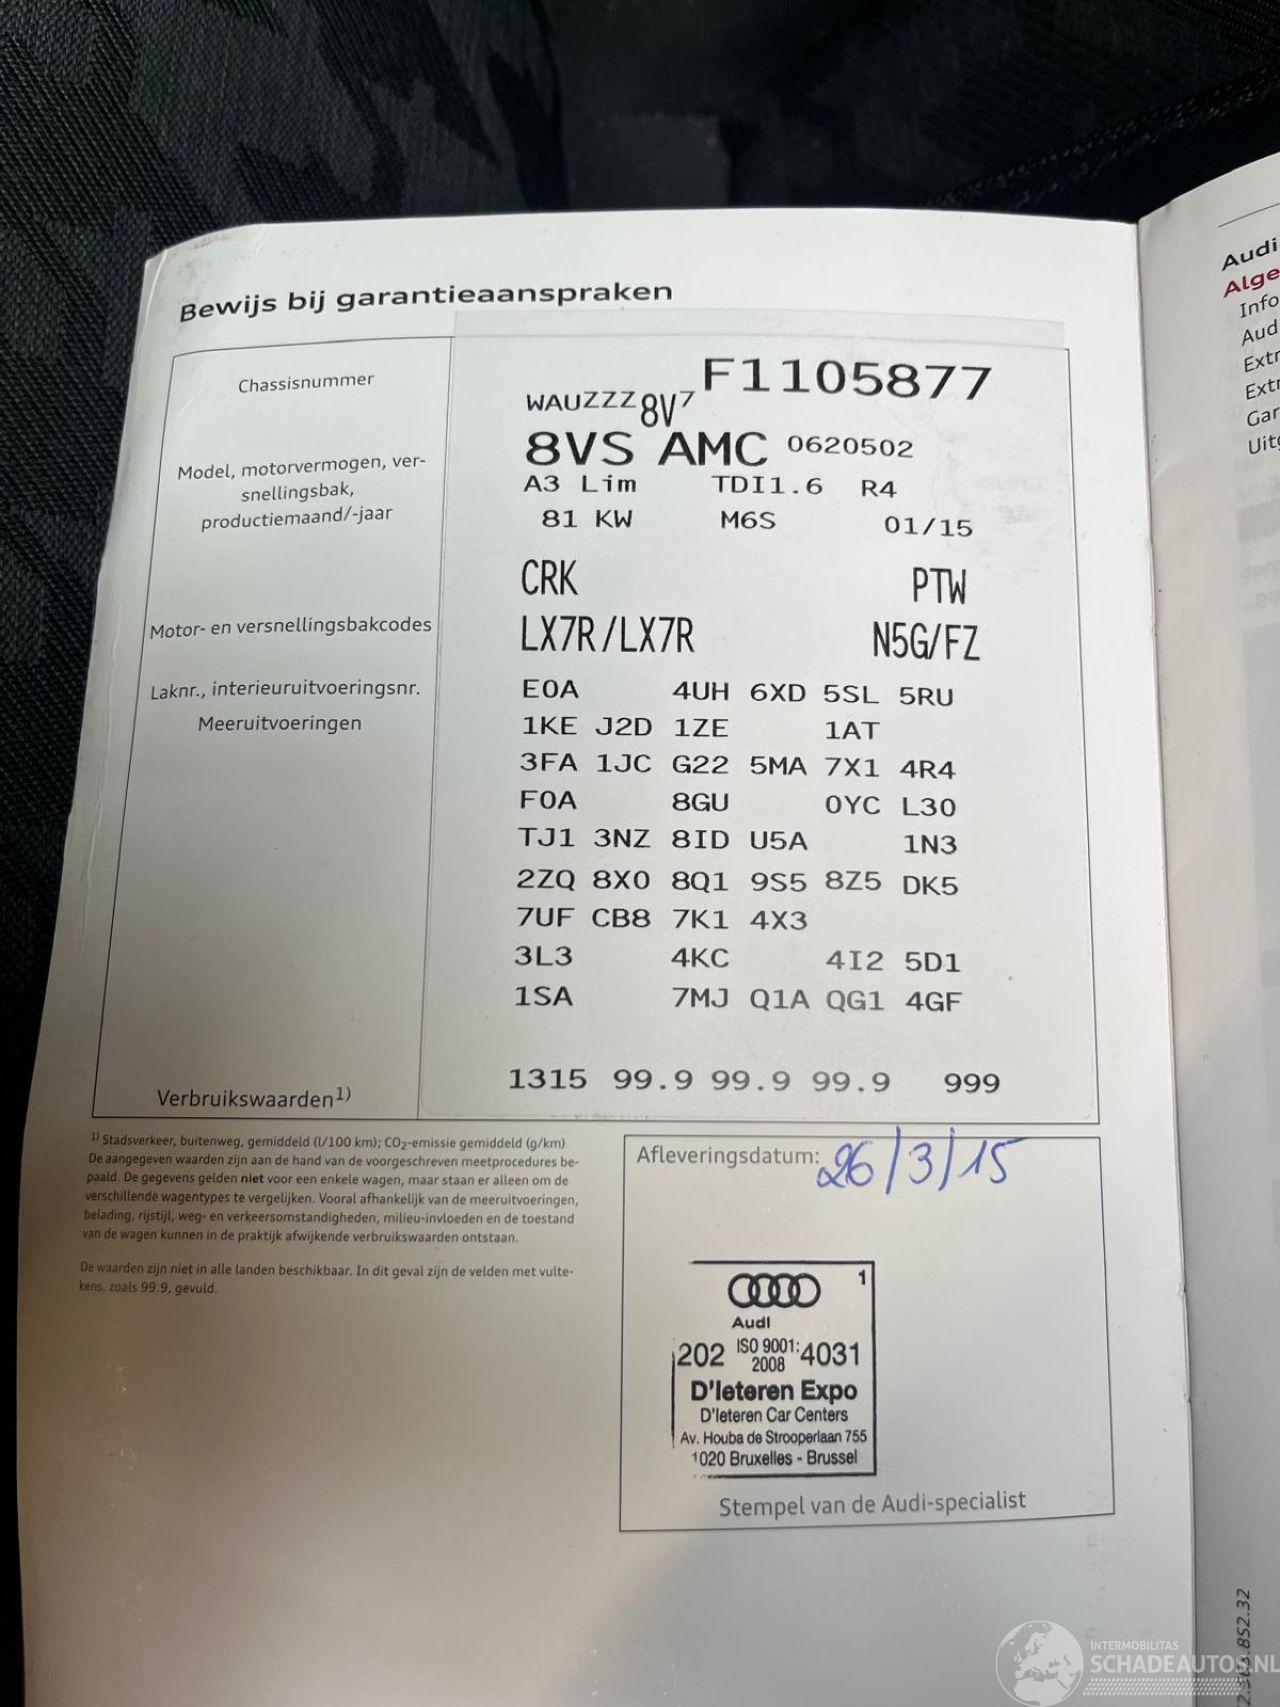 Bewijs bij garantieaanspraken
Chassisnummer
WAUZZZ8V7 F1105877
Model, motorvermogen, ver-
snellingsbak,
productiemaand/-jaar
8VS AMC 0620502
A3 Lim TDI1.6 R4
81 KW M6S 01/15
CRK PTW
Motor- en versnellingsbakcodes
LX7R/LX7R N5G/FZ
Laknr., interieuruitvoeringsnr.
Meeruitvoeringen
E0A 4UH 6XD 5SL 5RU
1KE J2D 1ZE 1AT
3FA 1JC G22 5MA 7X1 4R4
F0A 8GU 0YC L30
TJ1 3NZ 8ID U5A 1N3
2ZQ 8X0 8Q1 9S5 8Z5 DK5
7UF CB8 7K1 4X3
3L3 4KC 4I2 5D1
1SA 7MJ Q1A QG1 4GF
Verbruikswaarden1)
1315 99.9 99.9 99.9 999
1) Stadsverkeer, buitenweg, gemiddeld (l/100 km); CO2-emissie gemiddeld (g/km)
De aangegeven waarden zijn aan de hand van de voorgeschreven meetprocedures be-
paald. De gegevens gelden niet voor een enkele wagen, maar staan er alleen om de
verschillende wagentypes te vergelijken. Vooral afhankelijk van de meeruitvoeringen,
belading, rijstijl, weg- en verkeersomstandigheden, milieu-invloeden en de toestand
van de wagen kunnen in de praktijk afwijkende verbruikswaarden ontstaan.
De waarden zijn niet in alle landen beschikbaar. In dit geval zijn de velden met vulte-
kens, zoals 99.9, gevuld.
Afleveringsdatum: 26/3/15
1
Audi
202 ISO 9001:2008 4031
D'Ieteren Expo
D'Ieteren Car Centers
Av. Houba de Strooperlaan 755
1020 Bruxelles - Brussel
Stempel van de Audi-specialist
Audi
Alge
Info
Aud
Extr
Extr
Gar
Uitg
INTERMOBILITAS
SCHADEAUTOS.NL